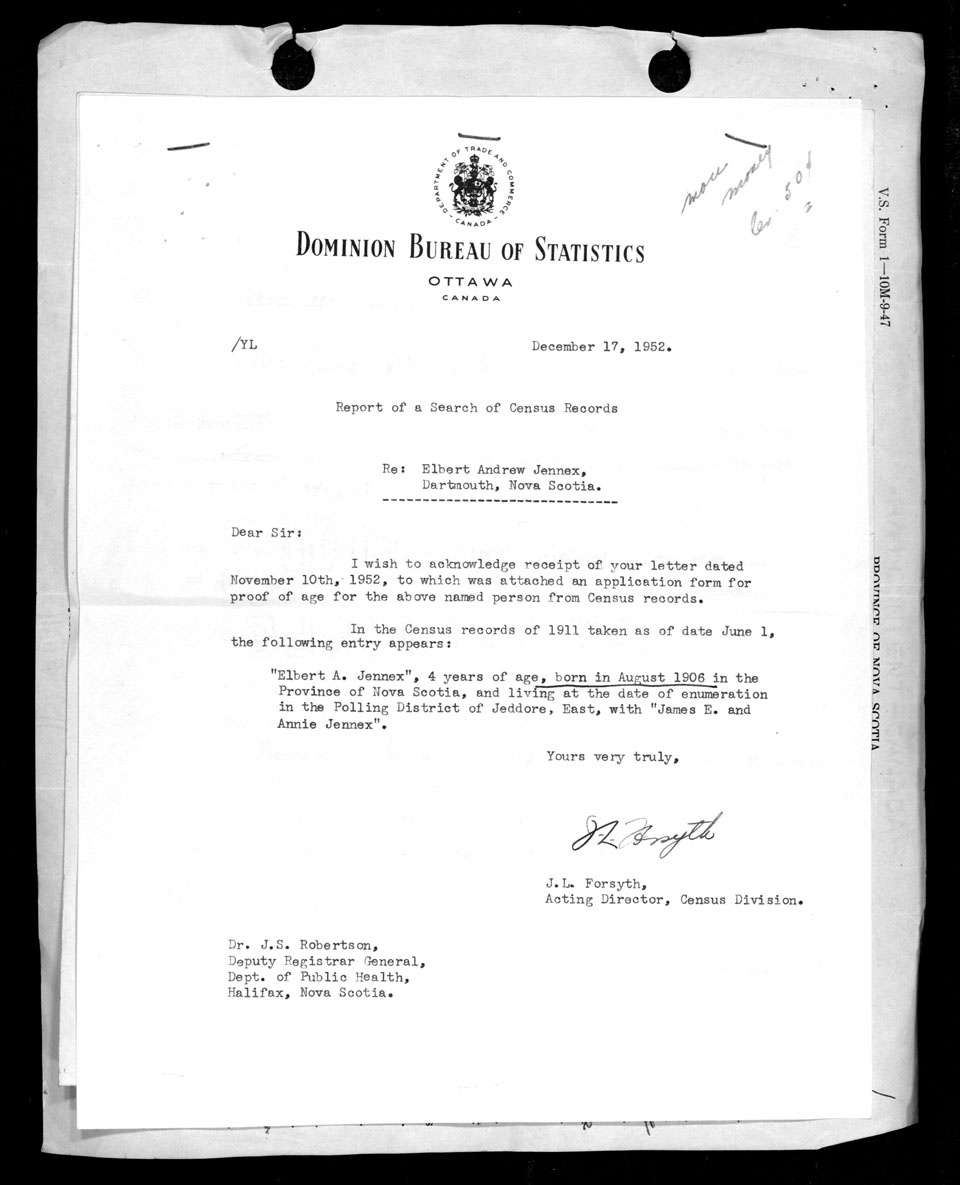 DEPARTMENT OF TRADE AND COMMERCE
- CANADA -
more
money
50¢
DOMINION BUREAU OF STATISTICS
OTTAWA
CANADA
V.S. Form 1—10M-9-47
/YL December 17, 1952.
Report of a Search of Census Records
Re: Elbert Andrew Jennex,
Dartmouth, Nova Scotia.
Dear Sir:
I wish to acknowledge receipt of your letter dated
November 10th, 1952, to which was attached an application form for
proof of age for the above named person from Census records.
In the Census records of 1911 taken as of date June 1,
the following entry appears:
"Elbert A. Jennex", 4 years of age, born in August 1906 in the
Province of Nova Scotia, and living at the date of enumeration
in the Polling District of Jeddore, East, with "James E. and
Annie Jennex".
PROVINCE OF NOVA SCOTIA
Yours very truly,
J.L. Forsyth
J.L. Forsyth,
Acting Director, Census Division.
Dr. J.S. Robertson,
Deputy Registrar General,
Dept. of Public Health,
Halifax, Nova Scotia.